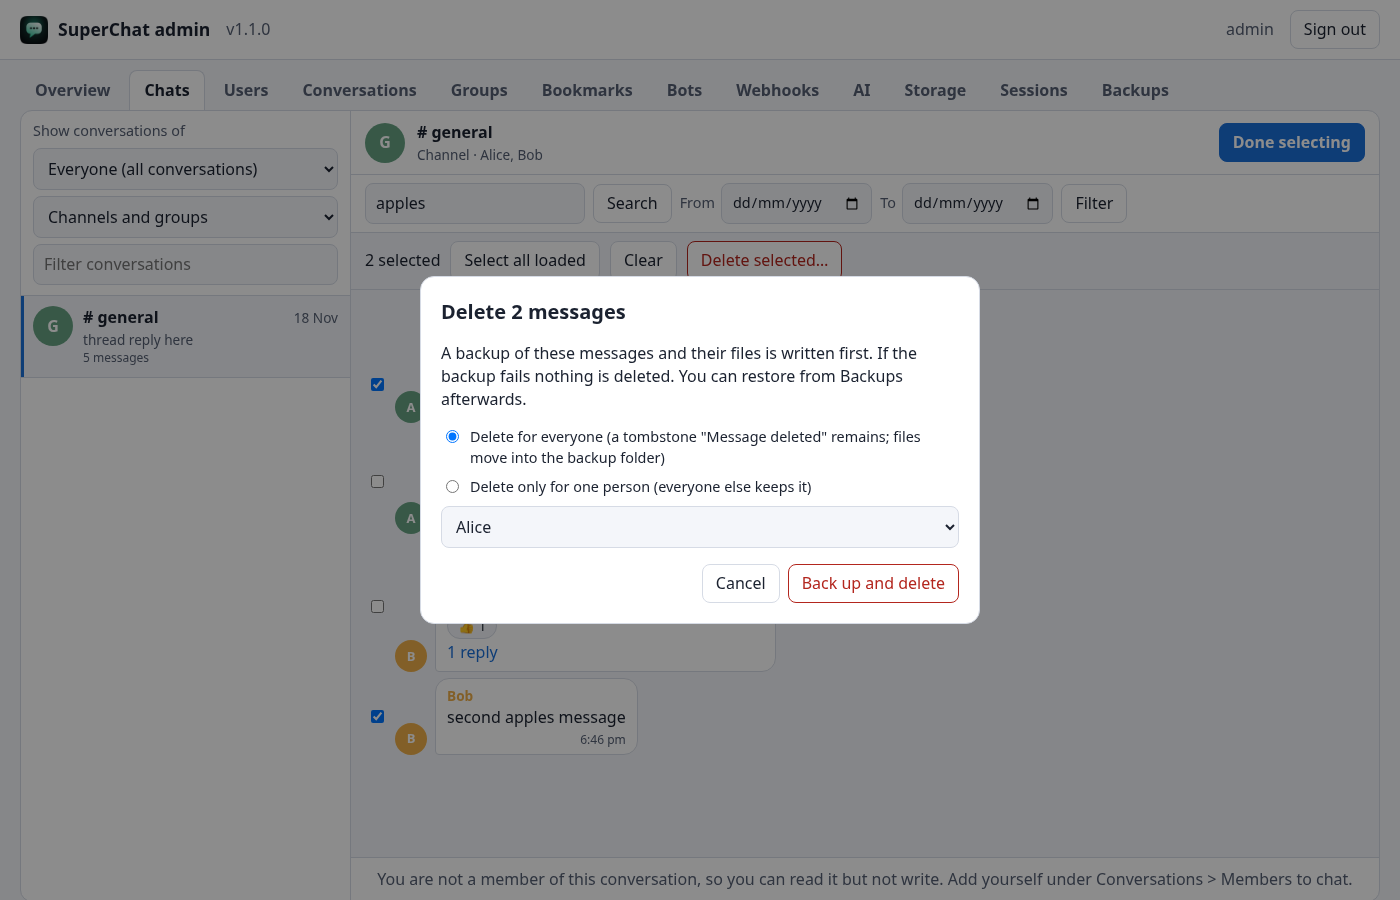 SuperChat admin v1.1.0
admin Sign out
Overview Chats Users Conversations Groups Bookmarks Bots Webhooks AI Storage Sessions Backups
Show conversations of
Everyone (all conversations)
Channels and groups
Filter conversations
G
# general 18 Nov
thread reply here
5 messages
G
# general
Channel · Alice, Bob
Done selecting
apples Search From dd/mm/yyyy To dd/mm/yyyy Filter
2 selected Select all loaded Clear Delete selected...
Delete 2 messages
A backup of these messages and their files is written first. If the
backup fails nothing is deleted. You can restore from Backups
afterwards.
Delete for everyone (a tombstone "Message deleted" remains; files
move into the backup folder)
Delete only for one person (everyone else keeps it)
Alice
Cancel Back up and delete
A
A
B
1 reply
Bob
second apples message
6:46 pm
B
You are not a member of this conversation, so you can read it but not write. Add yourself under Conversations > Members to chat.